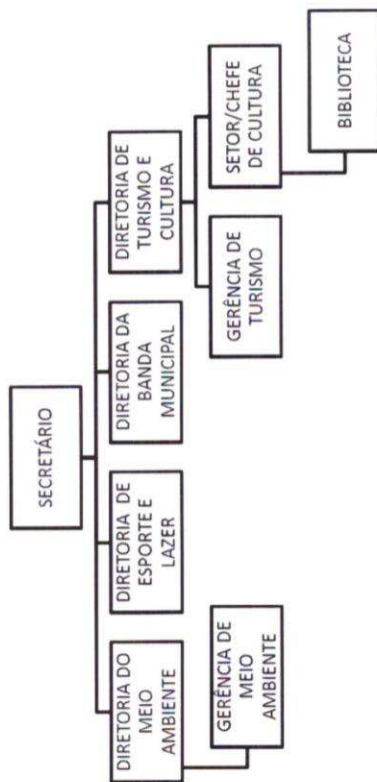 SECRETÁRIO
DIRETORIA DO
MEIO
AMBIENTE
DIRETORIA DE
ESPORTE E
LAZER
DIRETORIA DA
BANDA
MUNICIPAL
DIRETORIA DE
TURISMO E
CULTURA
GERÊNCIA DE
MEIO
AMBIENTE
GERÊNCIA DE
TURISMO
SETOR/CHEFE
DE CULTURA
BIBLIOTECA